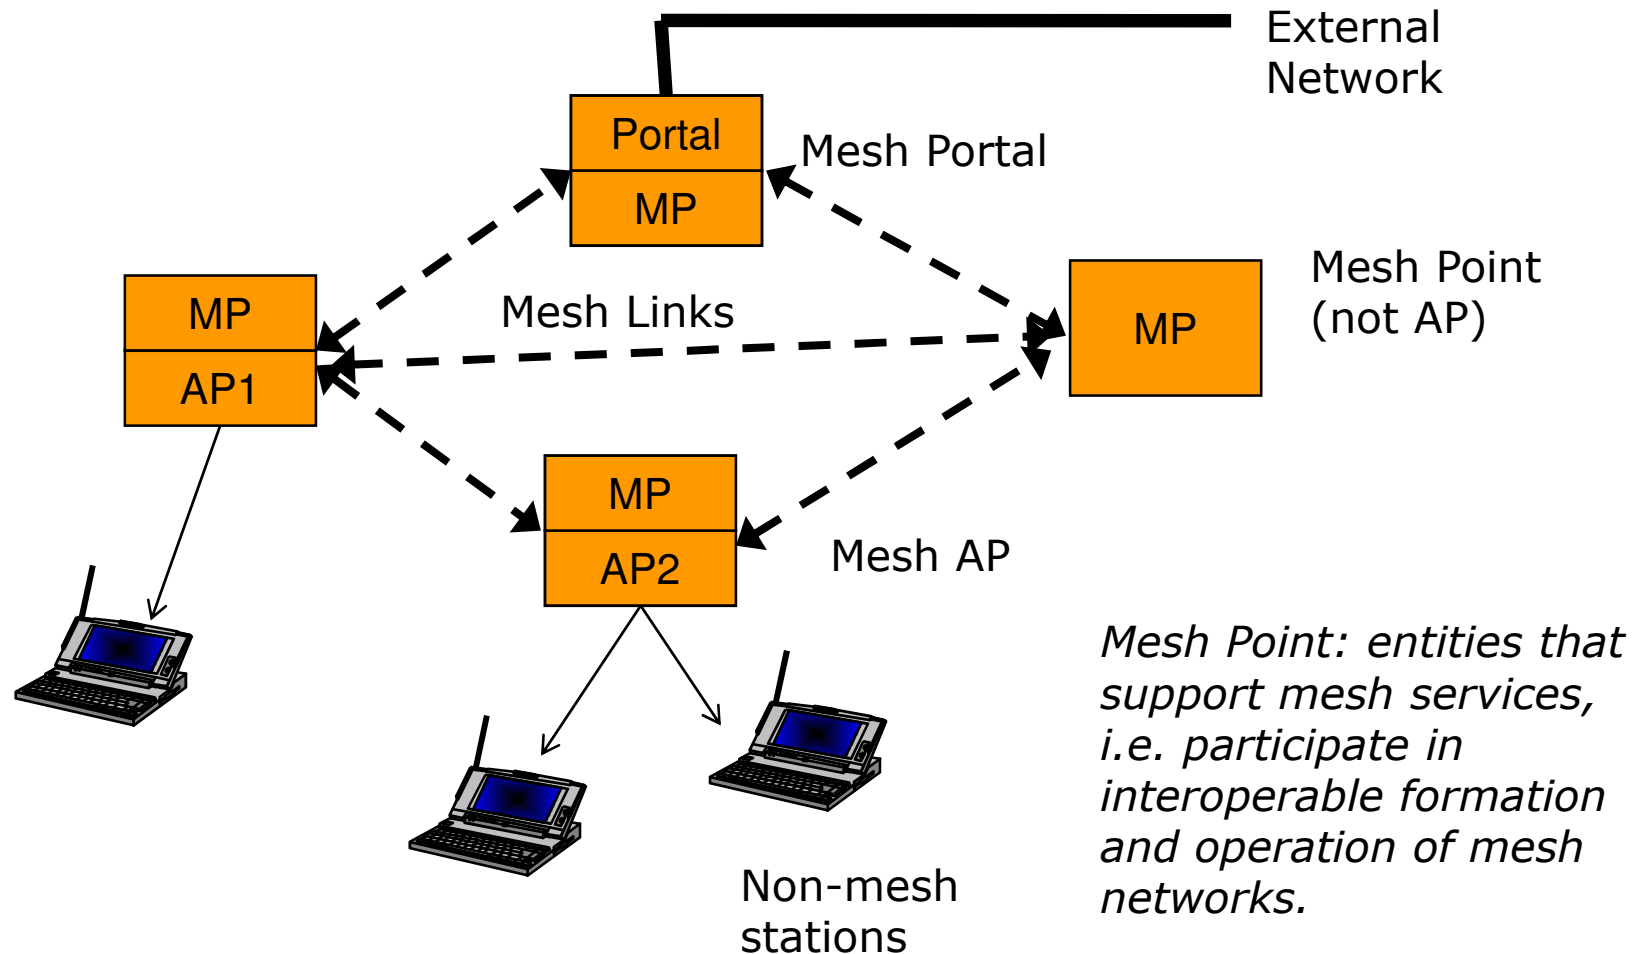 External
Network
Portal
MP
Mesh Portal
MP
AP1
Mesh Links
MP
Mesh Point
(not AP)
MP
AP2
Mesh AP
Mesh Point: entities that
support mesh services,
i.e. participate in
interoperable formation
and operation of mesh
networks.
Non-mesh
stations